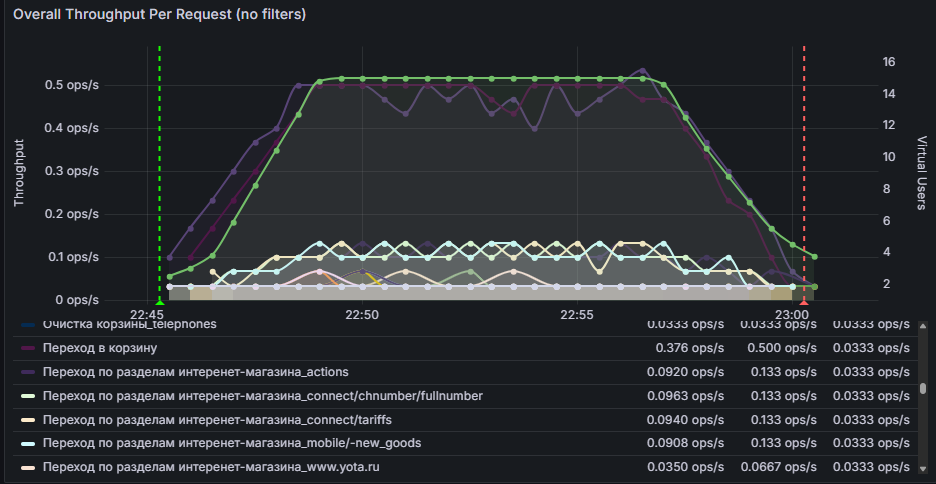 Overall Throughput Per Request (no filters)
Throughput
0.5 ops/s
0.4 ops/s
0.3 ops/s
0.2 ops/s
0.1 ops/s
0 ops/s
16
14
12
10
8
6
4
2
Virtual Users
22:45 22:50 22:55 23:00
Очистка корзины_telephones 0.0333 ops/s 0.0333 ops/s 0.0333 ops/s
Переход в корзину 0.376 ops/s 0.500 ops/s 0.0333 ops/s
Переход по разделам интеренет-магазина_actions 0.0920 ops/s 0.133 ops/s 0.0333 ops/s
Переход по разделам интеренет-магазина_connect/chnumber/fullnumber 0.0963 ops/s 0.133 ops/s 0.0333 ops/s
Переход по разделам интеренет-магазина_connect/tariffs 0.0940 ops/s 0.133 ops/s 0.0333 ops/s
Переход по разделам интеренет-магазина_mobile/-new_goods 0.0908 ops/s 0.133 ops/s 0.0333 ops/s
Переход по разделам интеренет-магазина_www.yota.ru 0.0350 ops/s 0.0667 ops/s 0.0333 ops/s